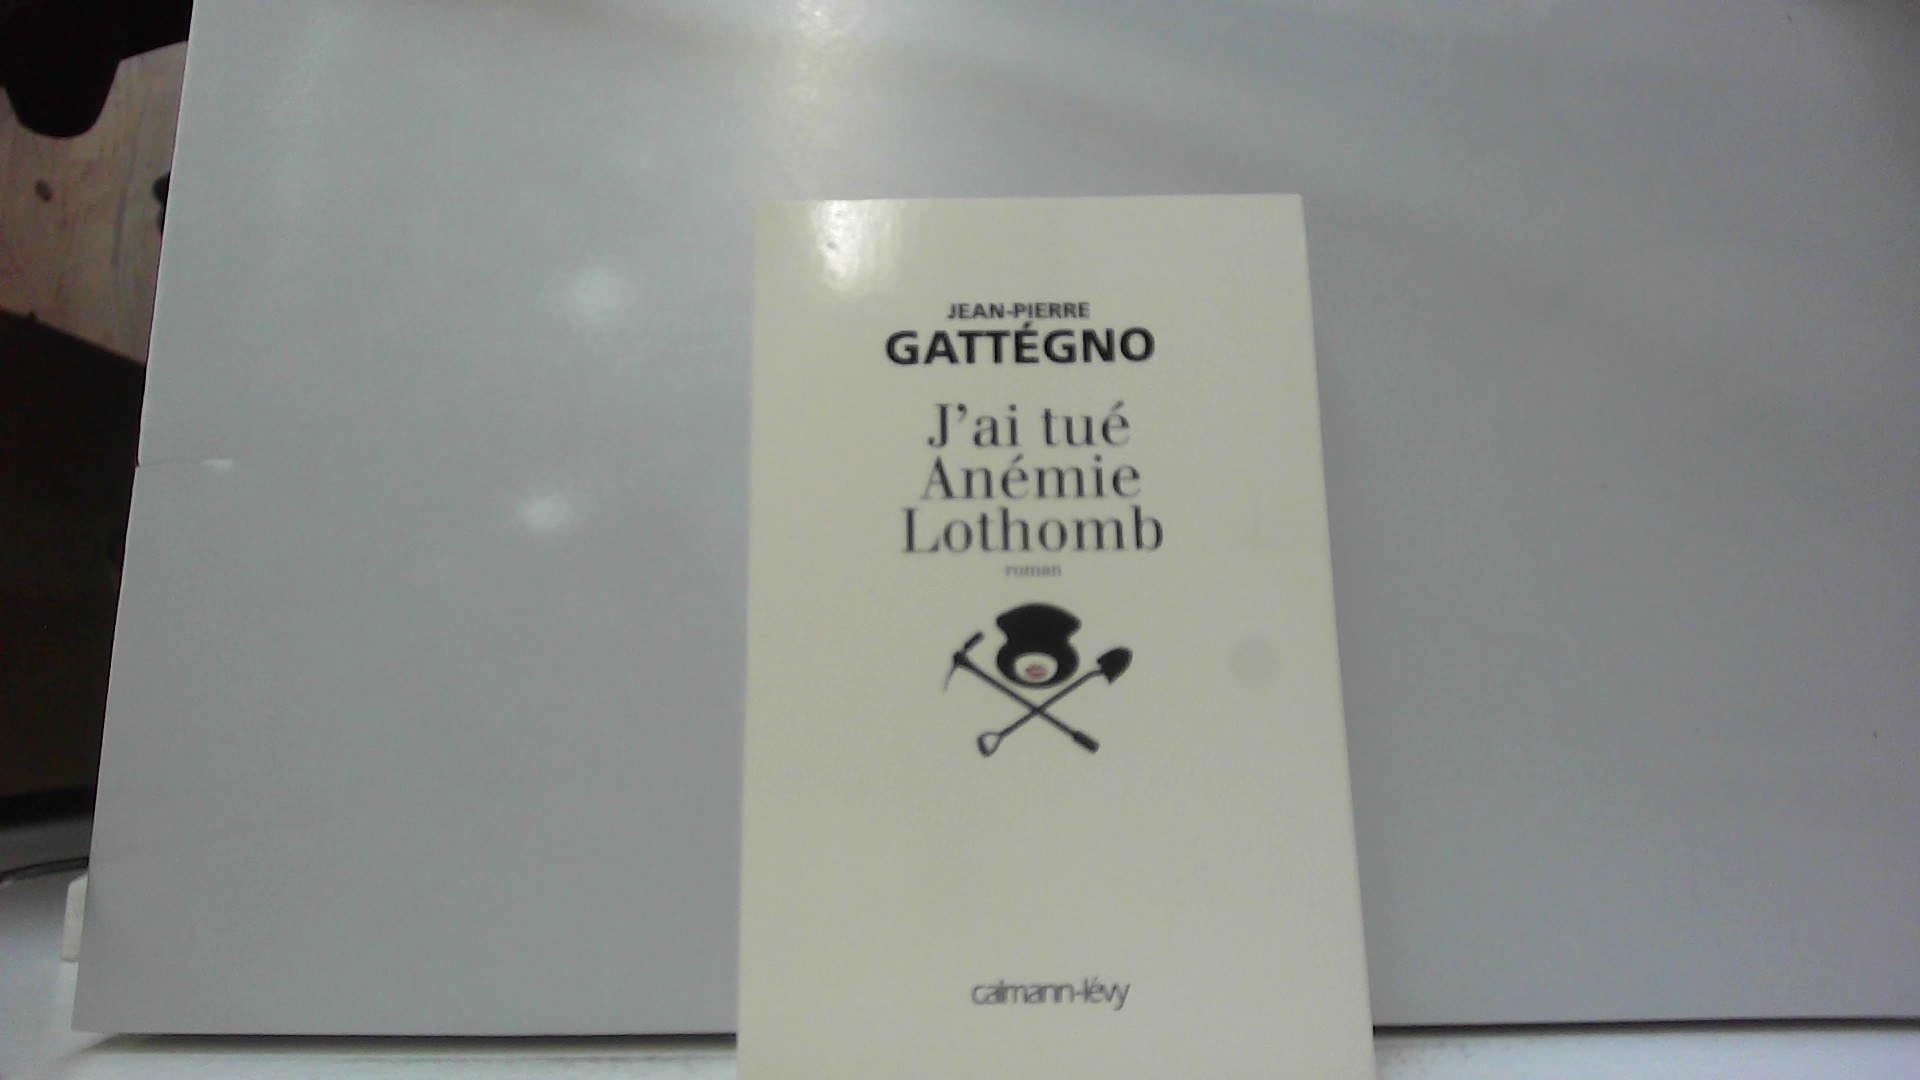 JEAN-PIERRE
GATTÉGNO
J'ai tué
Anémie
Lothomb
roman
calmann-lévy